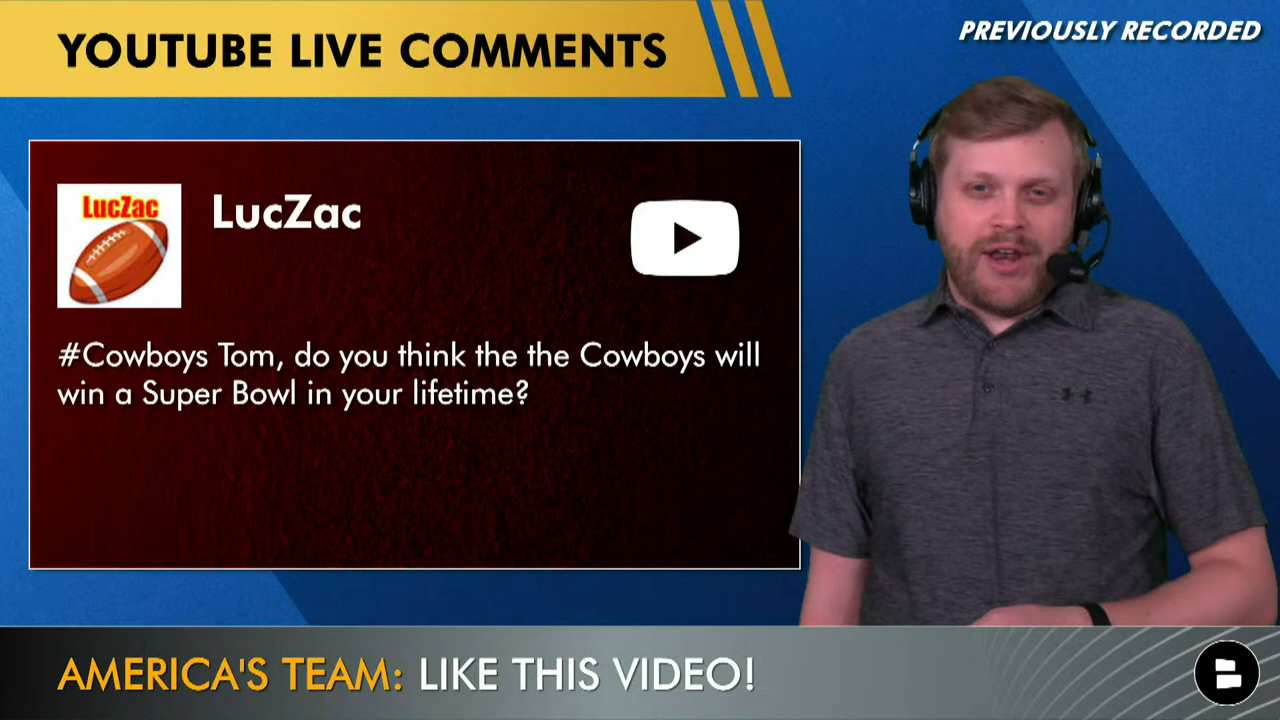 YOUTUBE LIVE COMMENTS
PREVIOUSLY RECORDED
LucZac
LucZac
#Cowboys Tom, do you think the the Cowboys will
win a Super Bowl in your lifetime?
AMERICA'S TEAM: LIKE THIS VIDEO!